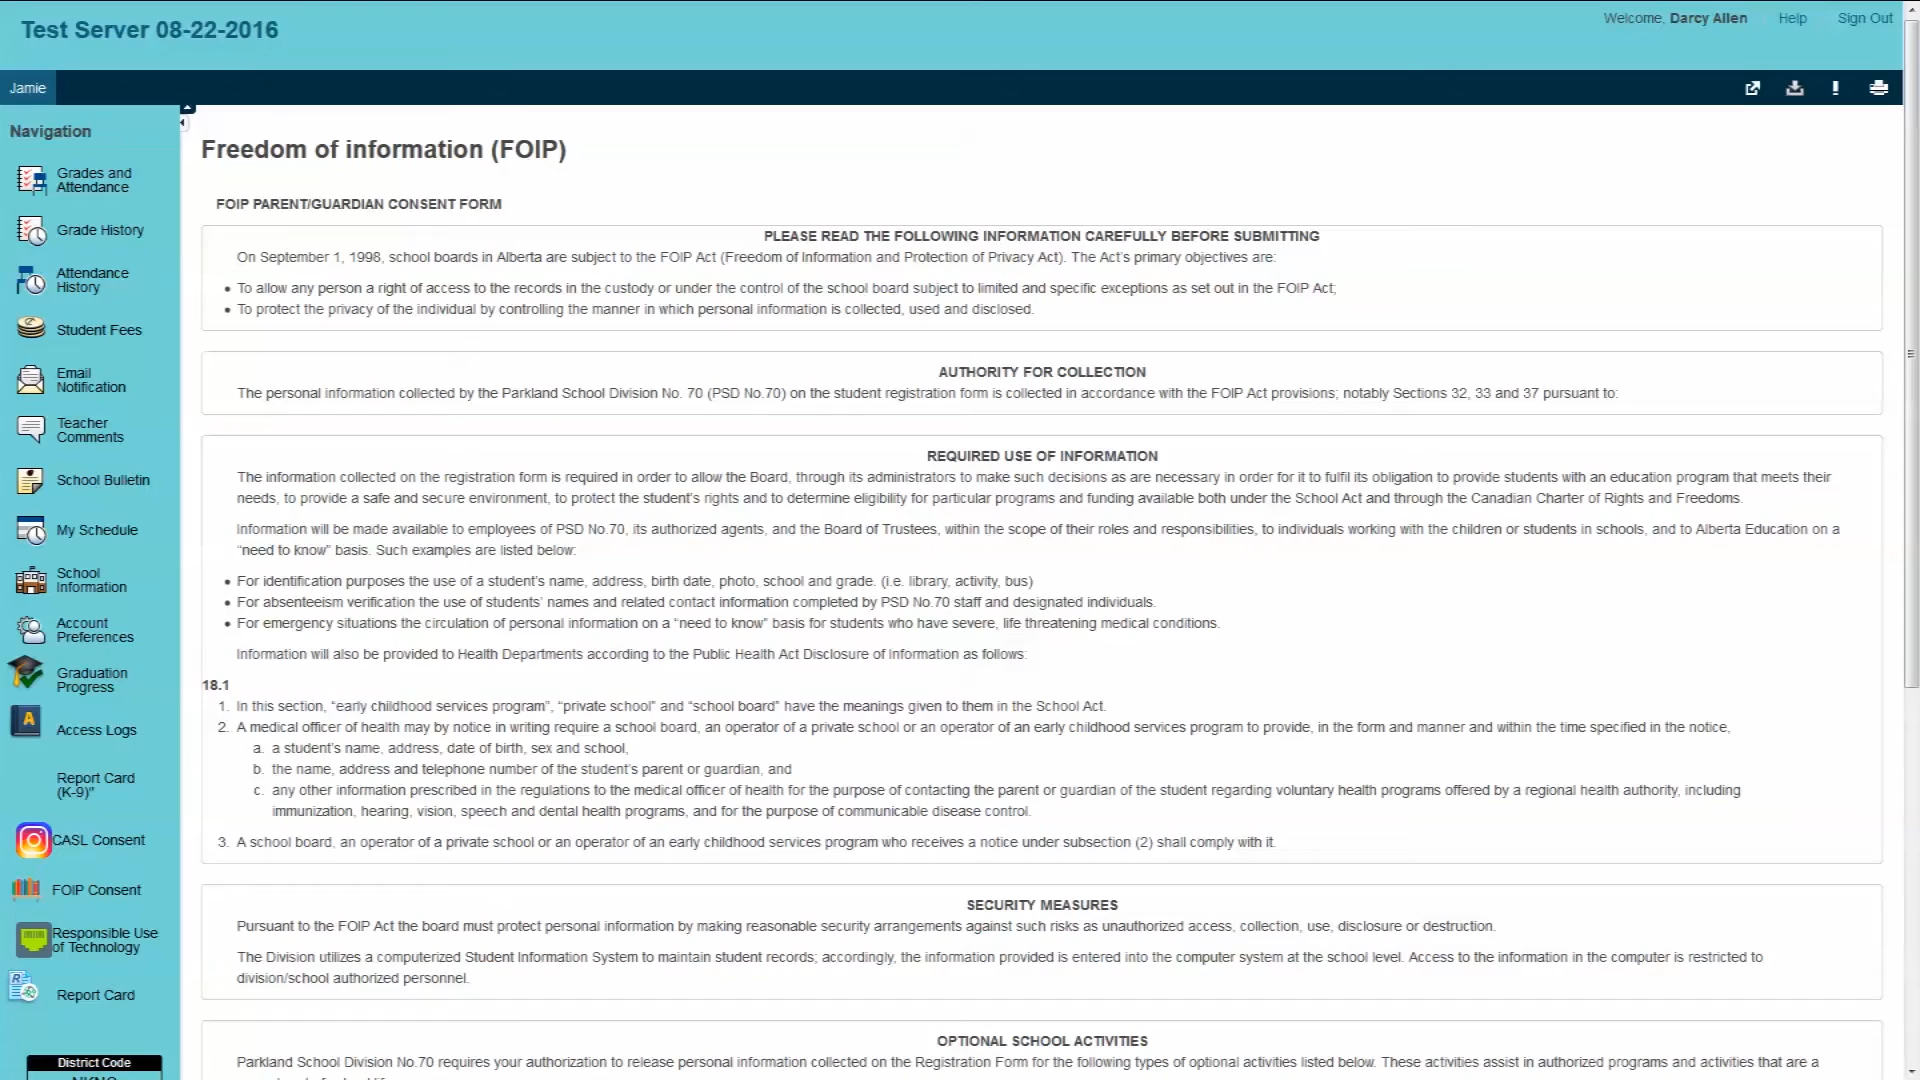 Test Server 08-22-2016
Welcome, Darcy Allen Help Sign Out
Jamie
Navigation
Grades and
Attendance
Grade History
Attendance
History
Student Fees
Email
Notification
Teacher
Comments
School Bulletin
My Schedule
School
Information
Account
Preferences
Graduation
Progress
Access Logs
Report Card
(K-9)"
CASL Consent
FOIP Consent
Responsible Use
of Technology
Report Card
District Code
Freedom of information (FOIP)
FOIP PARENT/GUARDIAN CONSENT FORM
PLEASE READ THE FOLLOWING INFORMATION CAREFULLY BEFORE SUBMITTING
On September 1, 1998, school boards in Alberta are subject to the FOIP Act (Freedom of Information and Protection of Privacy Act). The Act's primary objectives are:
• To allow any person a right of access to the records in the custody or under the control of the school board subject to limited and specific exceptions as set out in the FOIP Act;
• To protect the privacy of the individual by controlling the manner in which personal information is collected, used and disclosed.
AUTHORITY FOR COLLECTION
The personal information collected by the Parkland School Division No. 70 (PSD No.70) on the student registration form is collected in accordance with the FOIP Act provisions; notably Sections 32, 33 and 37 pursuant to:
REQUIRED USE OF INFORMATION
The information collected on the registration form is required in order to allow the Board, through its administrators to make such decisions as are necessary in order for it to fulfil its obligation to provide students with an education program that meets their
needs, to provide a safe and secure environment, to protect the student's rights and to determine eligibility for particular programs and funding available both under the School Act and through the Canadian Charter of Rights and Freedoms.
Information will be made available to employees of PSD No.70, its authorized agents, and the Board of Trustees, within the scope of their roles and responsibilities, to individuals working with the children or students in schools, and to Alberta Education on a
“need to know” basis. Such examples are listed below:
• For identification purposes the use of a student's name, address, birth date, photo, school and grade. (i.e. library, activity, bus)
• For absenteeism verification the use of students' names and related contact information completed by PSD No.70 staff and designated individuals.
• For emergency situations the circulation of personal information on a “need to know” basis for students who have severe, life threatening medical conditions.
Information will also be provided to Health Departments according to the Public Health Act Disclosure of Information as follows:
18.1
1. In this section, “early childhood services program”, “private school” and “school board” have the meanings given to them in the School Act.
2. A medical officer of health may by notice in writing require a school board, an operator of a private school or an operator of an early childhood services program to provide, in the form and manner and within the time specified in the notice,
a. a student's name, address, date of birth, sex and school,
b. the name, address and telephone number of the student's parent or guardian, and
c. any other information prescribed in the regulations to the medical officer of health for the purpose of contacting the parent or guardian of the student regarding voluntary health programs offered by a regional health authority, including
immunization, hearing, vision, speech and dental health programs, and for the purpose of communicable disease control.
3. A school board, an operator of a private school or an operator of an early childhood services program who receives a notice under subsection (2) shall comply with it.
SECURITY MEASURES
Pursuant to the FOIP Act the board must protect personal information by making reasonable security arrangements against such risks as unauthorized access, collection, use, disclosure or destruction.
The Division utilizes a computerized Student Information System to maintain student records; accordingly, the information provided is entered into the computer system at the school level. Access to the information in the computer is restricted to
division/school authorized personnel.
OPTIONAL SCHOOL ACTIVITIES
Parkland School Division No.70 requires your authorization to release personal information collected on the Registration Form for the following types of optional activities listed below. These activities assist in authorized programs and activities that are a